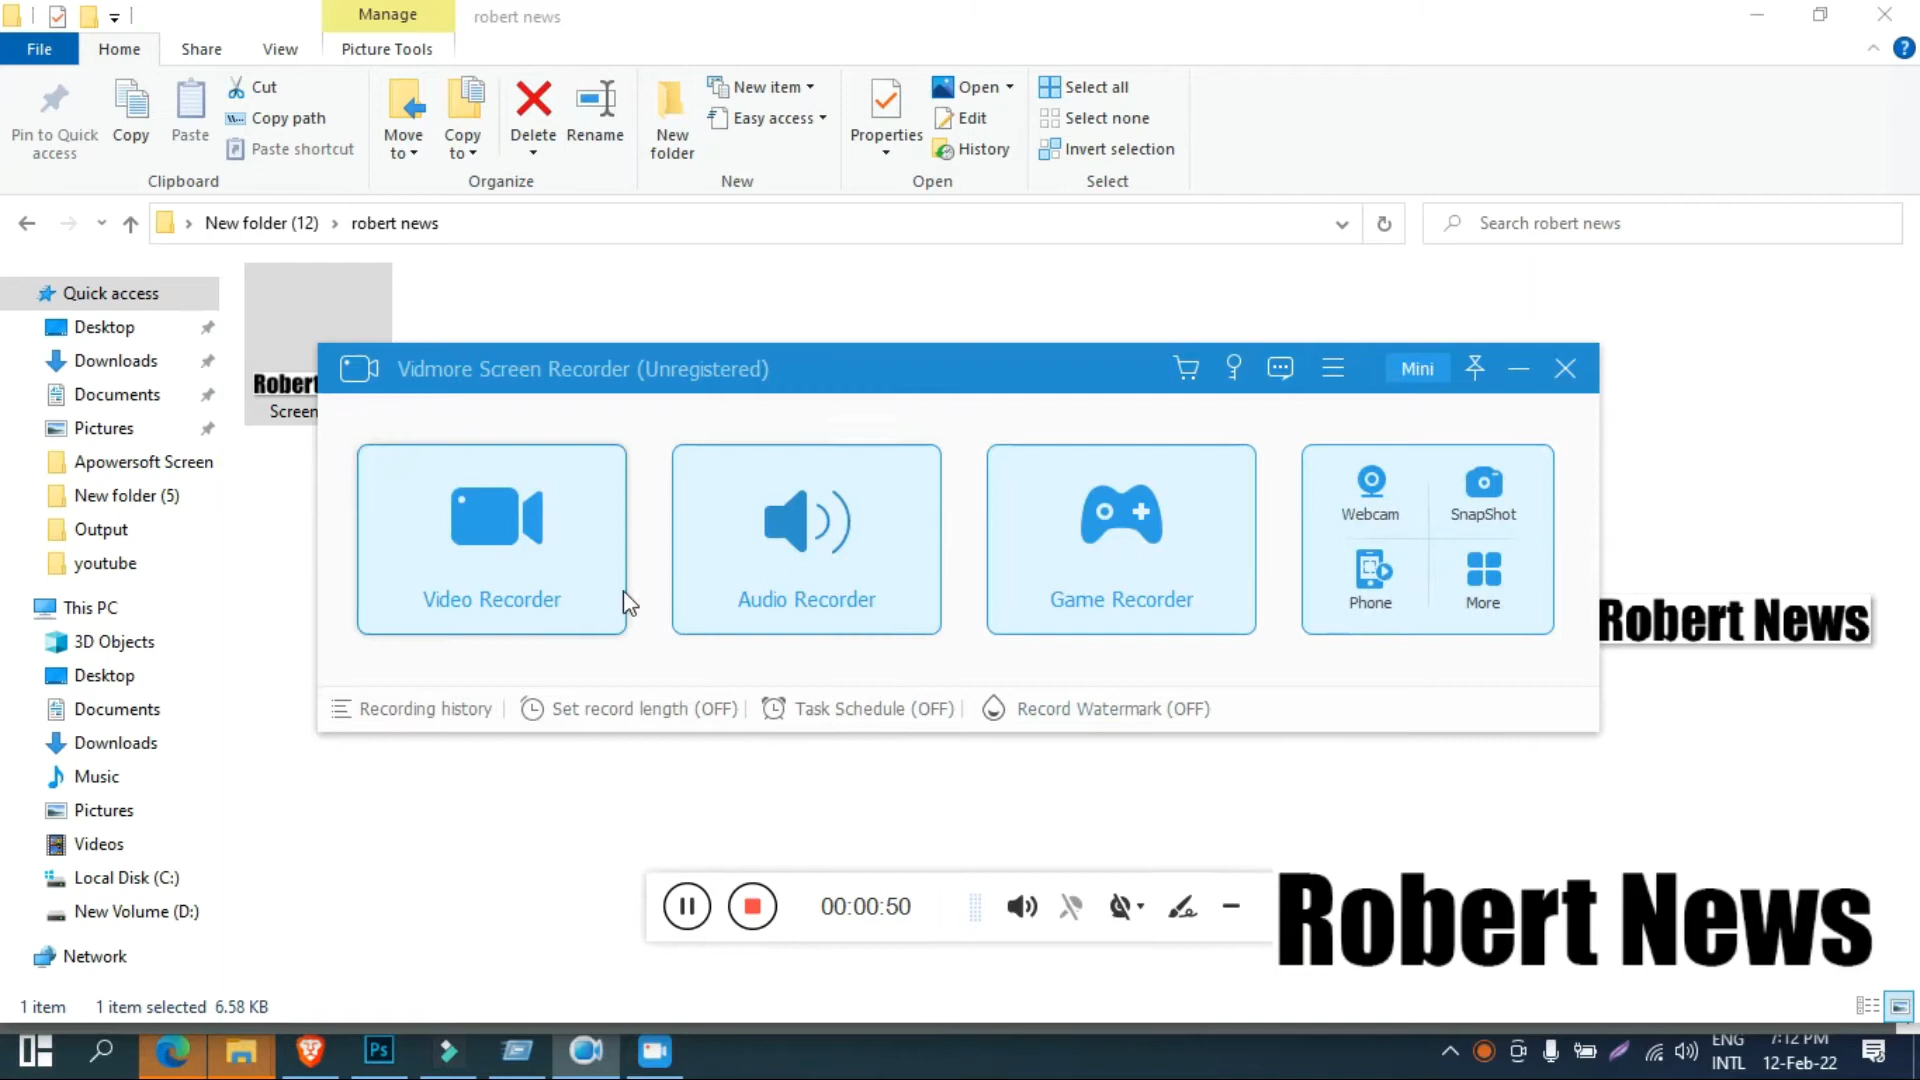 Manage
robert news
File
Home
Share
View
Picture Tools
Pin to Quick access
Copy
Paste
Cut
Copy path
Paste shortcut
Clipboard
Move to
Copy to
Delete
Rename
Organize
New folder
New item
Easy access
New
Properties
Open
Edit
History
Open
Select all
Select none
Invert selection
Select
New folder (12)
robert news
Search robert news
Quick access
Desktop
Downloads
Documents
Pictures
Apowersoft Screen
New folder (5)
Output
youtube
This PC
3D Objects
Desktop
Documents
Downloads
Music
Pictures
Videos
Local Disk (C:)
New Volume (D:)
Network
Robert
Screen
Vidmore Screen Recorder (Unregistered)
Mini
Video Recorder
Audio Recorder
Game Recorder
Webcam
SnapShot
Phone
More
Recording history
Set record length (OFF)
Task Schedule (OFF)
Record Watermark (OFF)
Robert News
00:00:50
Robert News
1 item
1 item selected 6.58 KB
Ps
ENG
INTL
7:12 PM
12-Feb-22